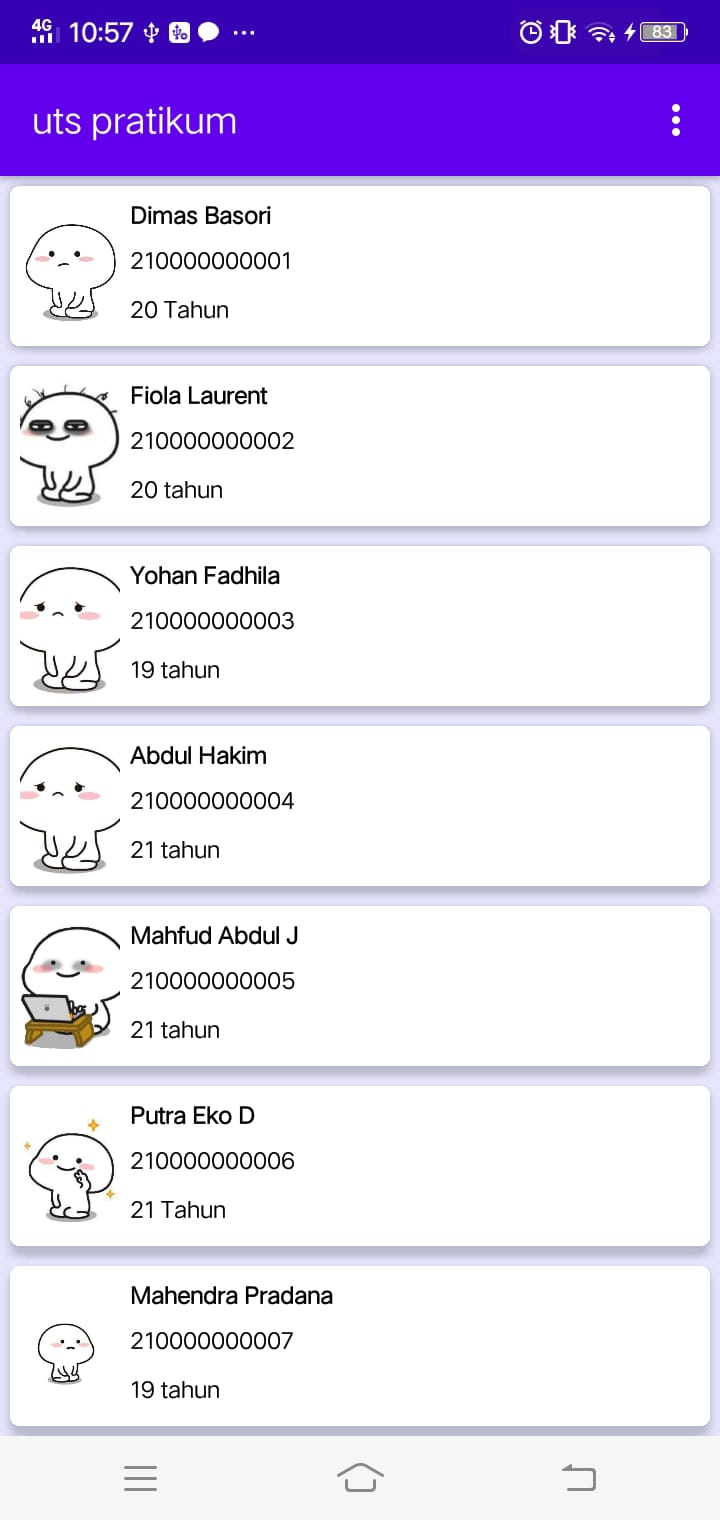 4G 10:57 83
uts pratikum
Dimas Basori
210000000001
20 Tahun
Fiola Laurent
210000000002
20 tahun
Yohan Fadhila
210000000003
19 tahun
Abdul Hakim
210000000004
21 tahun
Mahfud Abdul J
210000000005
21 tahun
Putra Eko D
210000000006
21 Tahun
Mahendra Pradana
210000000007
19 tahun